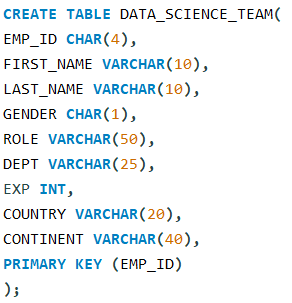 CREATE TABLE DATA_SCIENCE_TEAM(
EMP_ID CHAR(4),
FIRST_NAME VARCHAR(10),
LAST_NAME VARCHAR(10),
GENDER CHAR(1),
ROLE VARCHAR(50),
DEPT VARCHAR(25),
EXP INT,
COUNTRY VARCHAR(20),
CONTINENT VARCHAR(40),
PRIMARY KEY (EMP_ID)
);